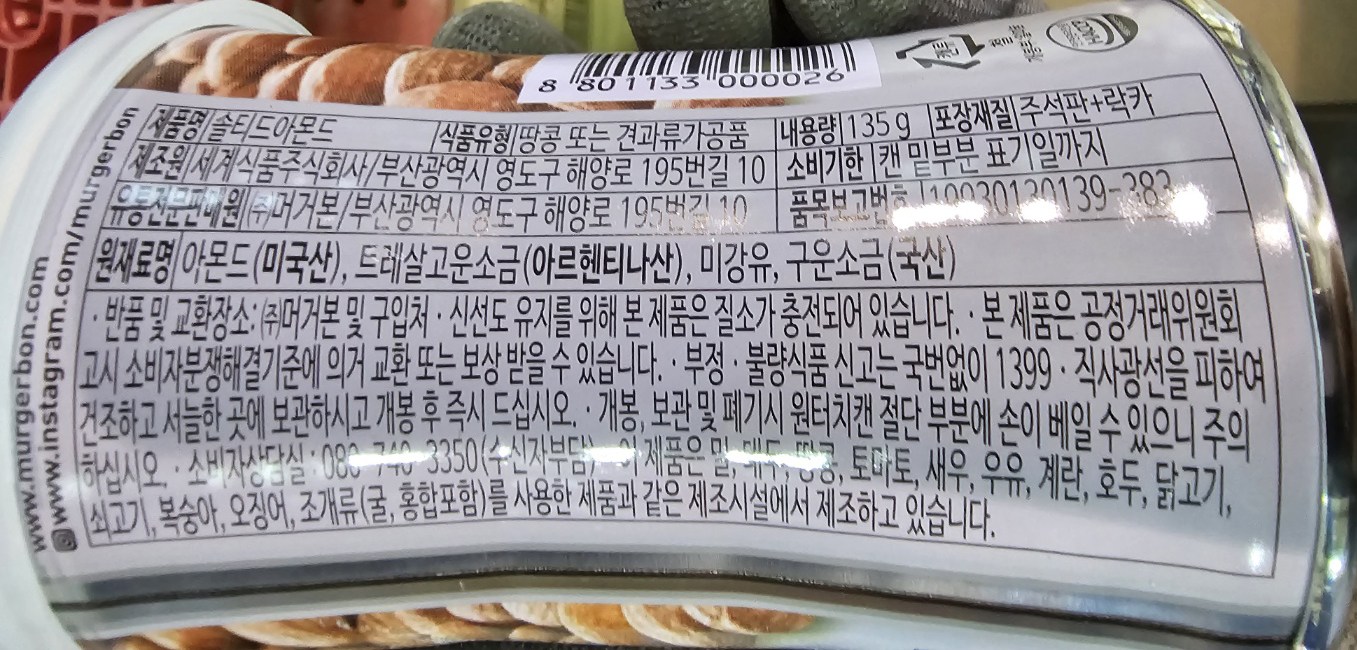 8 801133 000026
캔류
HACCP
제품명 솔티드아몬드 식품유형 땅콩 또는 견과류가공품 내용량 135g 포장재질 주석판+락카
제조원 세계식품주식회사/부산광역시 영도구 해양로 195번길 10 소비기한 캔 밑부분 표기일까지
유통전문판매원 ㈜머거본/부산광역시 영도구 해양로 195번길 10 품목보고번호
원재료명 아몬드(미국산), 트레살고운소금(아르헨티나산), 미강유, 구운소금(국산)
· 반품 및 교환장소: ㈜머거본 및 구입처 · 신선도 유지를 위해 본 제품은 질소가 충전되어 있습니다. · 본 제품은 공정거래위원회
고시 소비자분쟁해결기준에 의거 교환 또는 보상 받을 수 있습니다. · 부정 · 불량식품 신고는 국번없이 1399 · 직사광선을 피하여
건조하고 서늘한 곳에 보관하시고 개봉 후 즉시 드십시오. · 개봉, 보관 및 폐기시 원터치캔 절단 부분에 손이 베일 수 있으니 주의
하십시오. · 소비자상담실 : 3350(수신자부담) 이 제품은 밀, 대두, 땅콩, 토마토, 새우, 우유, 계란, 호두, 닭고기,
쇠고기, 복숭아, 오징어, 조개류(굴, 홍합포함)를 사용한 제품과 같은 제조시설에서 제조하고 있습니다.
www.murgerbon.com
www.instagram.com/murgerbon